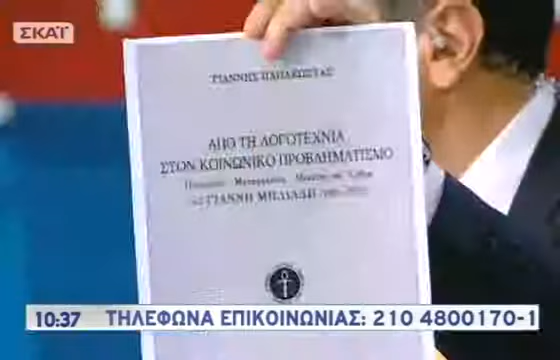 ΣΚΑΪ
ΓΙΑΝΝΗΣ ΠΑΠΑΚΩΣΤΑΣ
ΑΠΟ ΤΗ ΛΟΓΟΤΕΧΝΙΑ
ΣΤΟΝ ΚΟΙΝΩΝΙΚΟ ΠΡΟΒΛΗΜΑΤΙΣΜΟ
ΓΙΑΝΝΗ ΜΗΛΙΑΔΗ
10:37 ΤΗΛΕΦΩΝΑ ΕΠΙΚΟΙΝΩΝΙΑΣ: 210 4800170-1